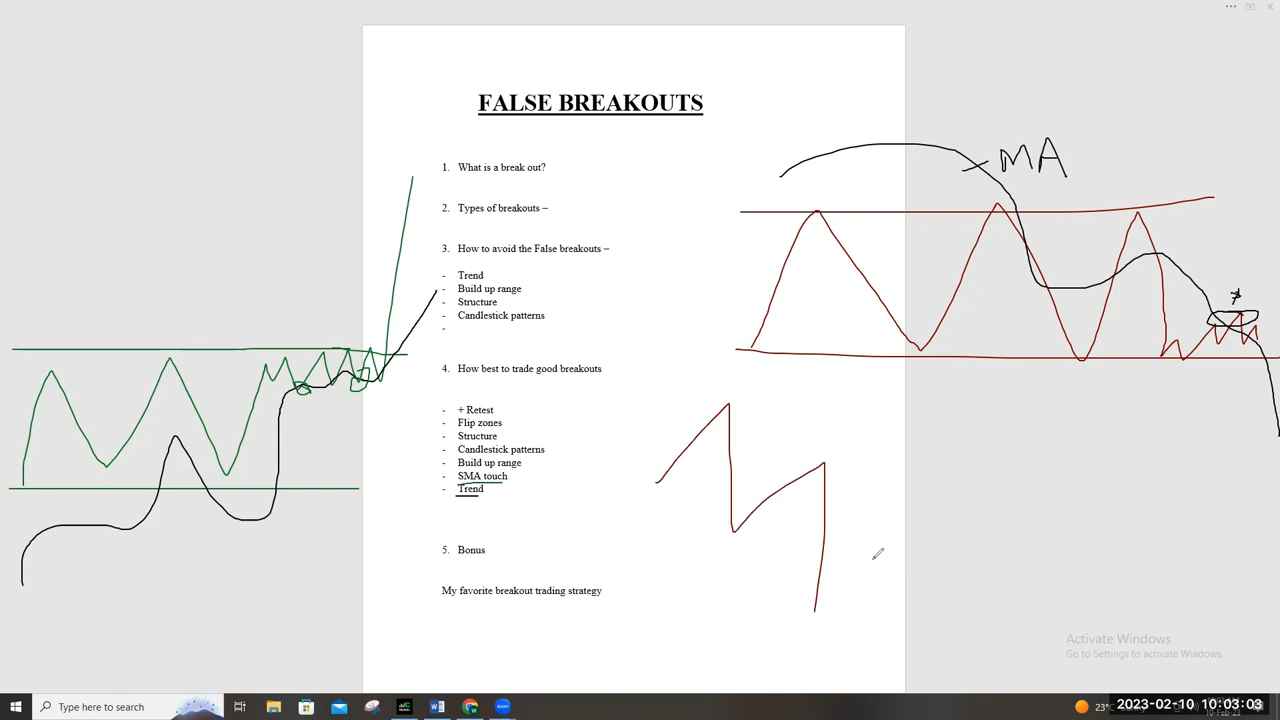 FALSE BREAKOUTS
1. What is a break out?
2. Types of breakouts –
3. How to avoid the False breakouts –
- Trend
- Build up range
- Structure
- Candlestick patterns
-
4. How best to trade good breakouts
- + Retest
- Flip zones
- Structure
- Candlestick patterns
- Build up range
- SMA touch
- Trend
5. Bonus
My favorite breakout trading strategy
MA
Activate Windows
Go to Settings to activate Windows.
Type here to search
23°C
2023-02-10 10:03:03